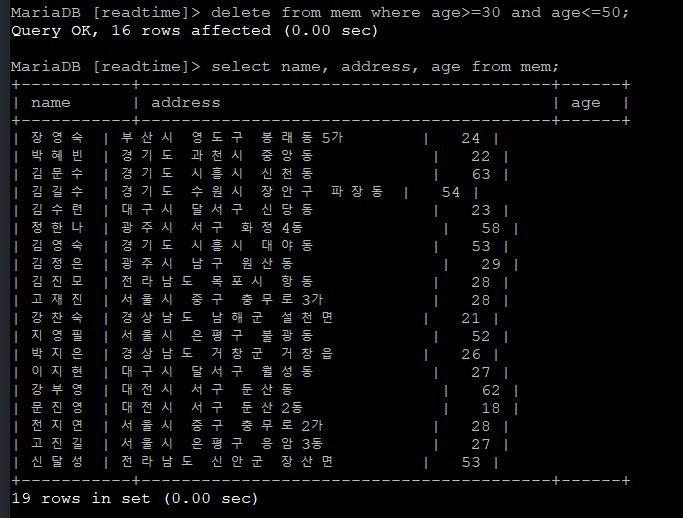 MariaDB [readtime]> delete from mem where age>=30 and age<=50;
Query OK, 16 rows affected (0.00 sec)
MariaDB [readtime]> select name, address, age from mem;
+-----------+-----------------------------------------+------+
| name | address | age |
+-----------+-----------------------------------------+------+
| 장영숙 | 부산시 영도구 봉래동5가 | 24 |
| 박혜빈 | 경기도 과천시 중앙동 | 22 |
| 김문수 | 경기도 시흥시 신천동 | 63 |
| 김길수 | 경기도 수원시 장안구 파장동 | 54 |
| 김수련 | 대구시 달서구 신당동 | 23 |
| 정한나 | 광주시 서구 화정4동 | 58 |
| 김영숙 | 경기도 시흥시 대야동 | 53 |
| 김정은 | 광주시 남구 원산동 | 29 |
| 김진모 | 전라남도 목포시 항동 | 28 |
| 고재진 | 서울시 중구 충무로3가 | 28 |
| 강찬숙 | 경상남도 남해군 설천면 | 21 |
| 지영필 | 서울시 은평구 불광동 | 52 |
| 박지은 | 경상남도 거창군 거창읍 | 26 |
| 이지현 | 대구시 달서구 월성동 | 27 |
| 강부영 | 대전시 서구 둔산동 | 62 |
| 문진영 | 대전시 서구 둔산2동 | 18 |
| 전지연 | 서울시 중구 충무로2가 | 28 |
| 고진길 | 서울시 은평구 응암3동 | 27 |
| 신달성 | 전라남도 신안군 장산면 | 53 |
+-----------+-----------------------------------------+------+
19 rows in set (0.00 sec)